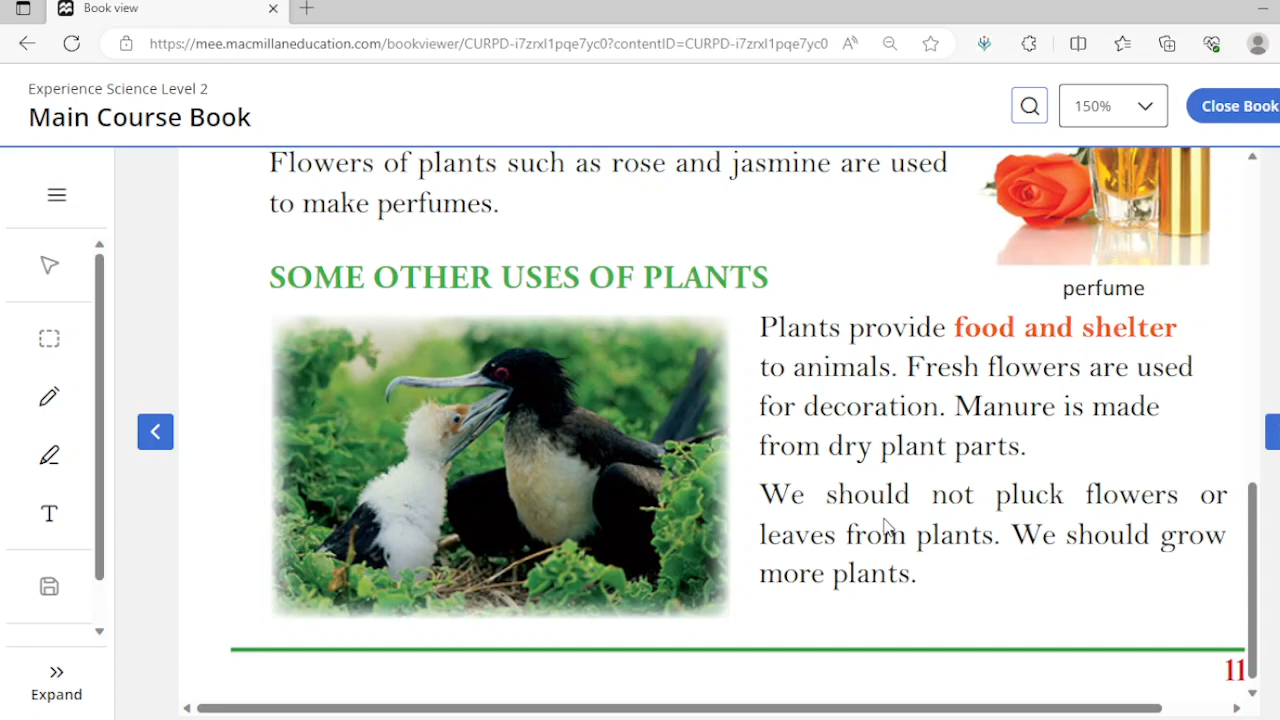 Book view
https://mee.macmillaneducation.com/bookviewer/CURPD-i7zrxl1pqe7yc0?contentID=CURPD-i7zrxl1pqe7yc0
Experience Science Level 2
Main Course Book
150%
Close Book
Flowers of plants such as rose and jasmine are used
to make perfumes.
perfume
SOME OTHER USES OF PLANTS
Plants provide food and shelter
to animals. Fresh flowers are used
for decoration. Manure is made
from dry plant parts.
We should not pluck flowers or
leaves from plants. We should grow
more plants.
11
T
Expand